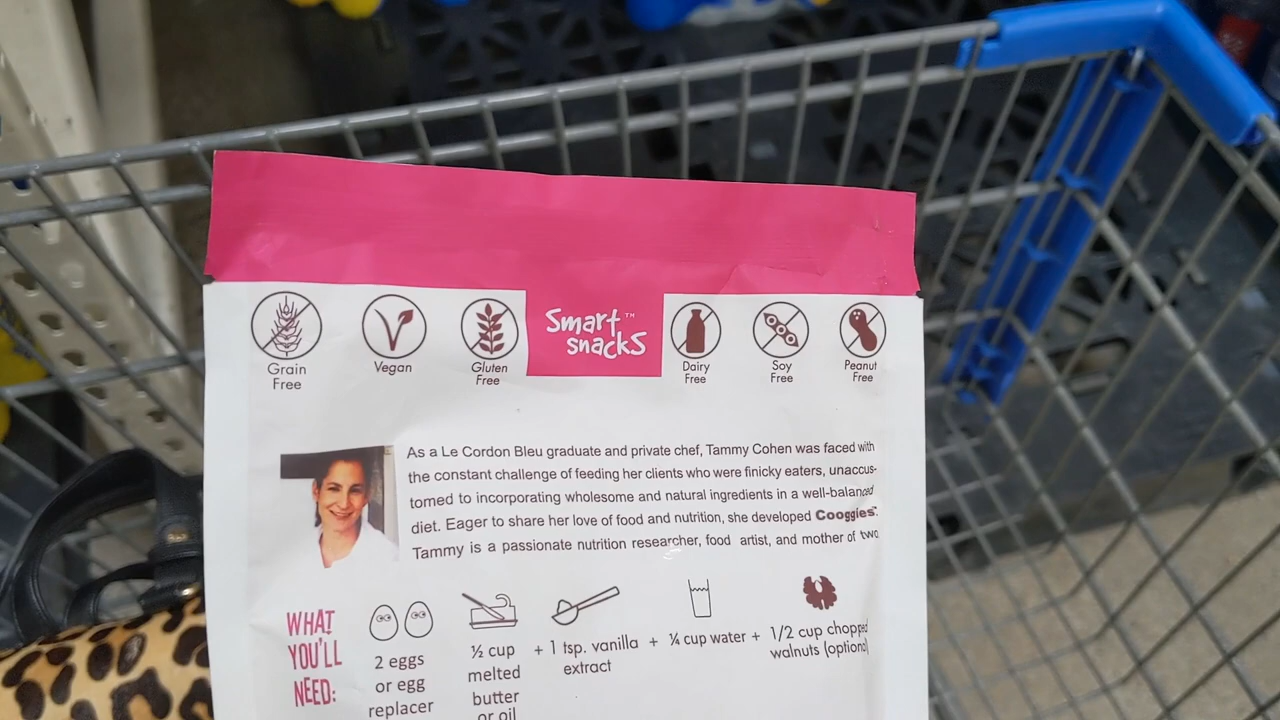 Grain
Free
Vegan
Gluten
Free
Smart™
snacks
Dairy
Free
Soy
Free
Peanut
Free
As a Le Cordon Bleu graduate and private chef, Tammy Cohen was faced with
the constant challenge of feeding her clients who were finicky eaters, unaccus-
tomed to incorporating wholesome and natural ingredients in a well-balanced
diet. Eager to share her love of food and nutrition, she developed Cooggies™.
Tammy is a passionate nutrition researcher, food artist, and mother of two
WHAT
YOU'LL
NEED:
2 eggs
or egg
replacer
½ cup
melted
butter
or oil
+ 1 tsp. vanilla
extract
+ ¼ cup water +
1/2 cup chopped
walnuts (optional